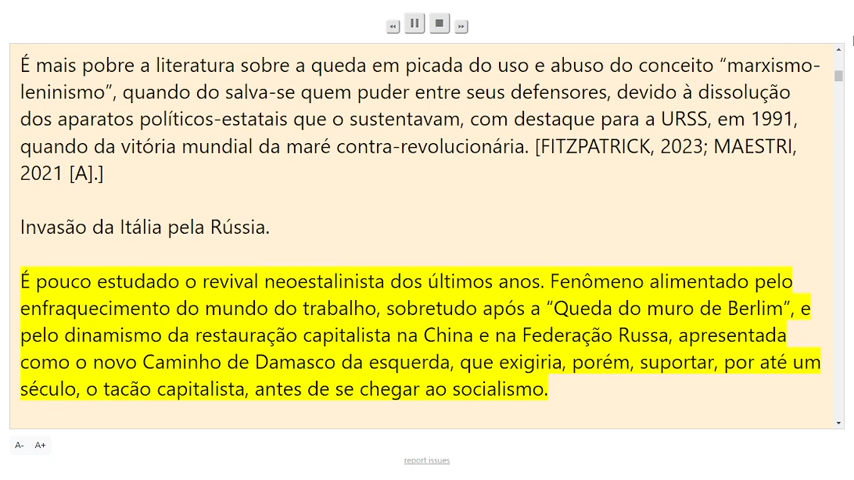 É mais pobre a literatura sobre a queda em picada do uso e abuso do conceito “marxismo-
leninismo”, quando do salva-se quem puder entre seus defensores, devido à dissolução
dos aparatos políticos-estatais que o sustentavam, com destaque para a URSS, em 1991,
quando da vitória mundial da maré contra-revolucionária. [FITZPATRICK, 2023; MAESTRI,
2021 [A].]
Invasão da Itália pela Rússia.
É pouco estudado o revival neoestalinista dos últimos anos. Fenômeno alimentado pelo
enfraquecimento do mundo do trabalho, sobretudo após a “Queda do muro de Berlim”, e
pelo dinamismo da restauração capitalista na China e na Federação Russa, apresentada
como o novo Caminho de Damasco da esquerda, que exigiria, porém, suportar, por até um
século, o tacão capitalista, antes de se chegar ao socialismo.
A- A+
report issues